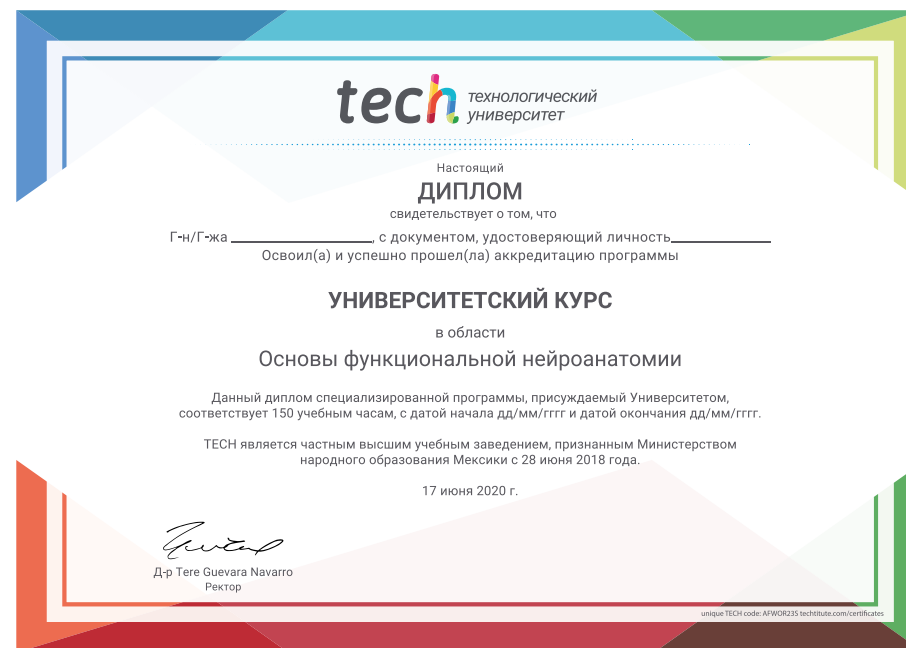 tech технологический
университет
Настоящий
ДИПЛОМ
свидетельствует о том, что
Г-н/Г-жа ____________________, с документом, удостоверяющий личность______________
Освоил(а) и успешно прошел(ла) аккредитацию программы
УНИВЕРСИТЕТСКИЙ КУРС
в области
Основы функциональной нейроанатомии
Данный диплом специализированной программы, присуждаемый Университетом,
соответствует 150 учебным часам, с датой начала дд/мм/гггг и датой окончания дд/мм/гггг.
TECH является частным высшим учебным заведением, признанным Министерством
народного образования Мексики с 28 июня 2018 года.
17 июня 2020 г.
Д-р Tere Guevara Navarro
Ректор
unique TECH code: AFWOR23S techtitute.com/certificates